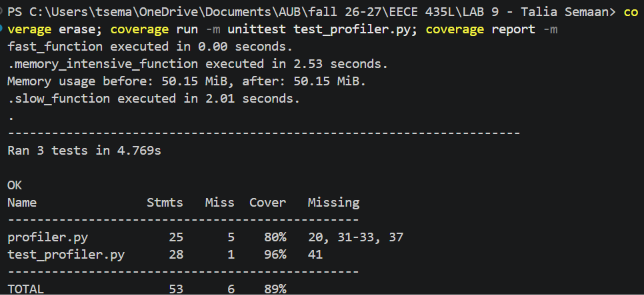 PS C:\Users\tsema\OneDrive\Documents\AUB\fall 26-27\EECE 435L\LAB 9 - Talia Semaan> co
verage erase; coverage run -m unittest test_profiler.py; coverage report -m
fast_function executed in 0.00 seconds.
.memory_intensive_function executed in 2.53 seconds.
Memory usage before: 50.15 MiB, after: 50.15 MiB.
.slow_function executed in 2.01 seconds.
.
----------------------------------------------------------------------
Ran 3 tests in 4.769s
OK
Name               Stmts   Miss  Cover   Missing
------------------------------------------------
profiler.py           25      5    80%   20, 31-33, 37
test_profiler.py      28      1    96%   41
------------------------------------------------
TOTAL                 53      6    89%